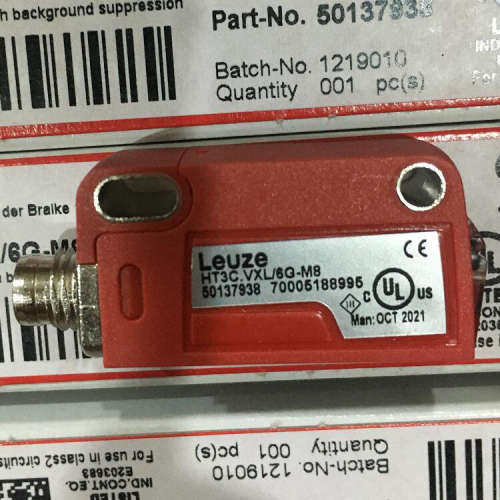 h background suppression
Part-No. 50137938
Batch-No. 1219010
Quantity 001 pc(s)
der Braike
/6G-M8
Leuze
HT3C.VXL/6G-M8
50137938 70005188995
CE
C UL US
Man: OCT 2021
Quantity 001 pc(s)
Batch-No. 1219010
For use in class2 circuits
E203683
IND.CONT.EQ.
LISTED